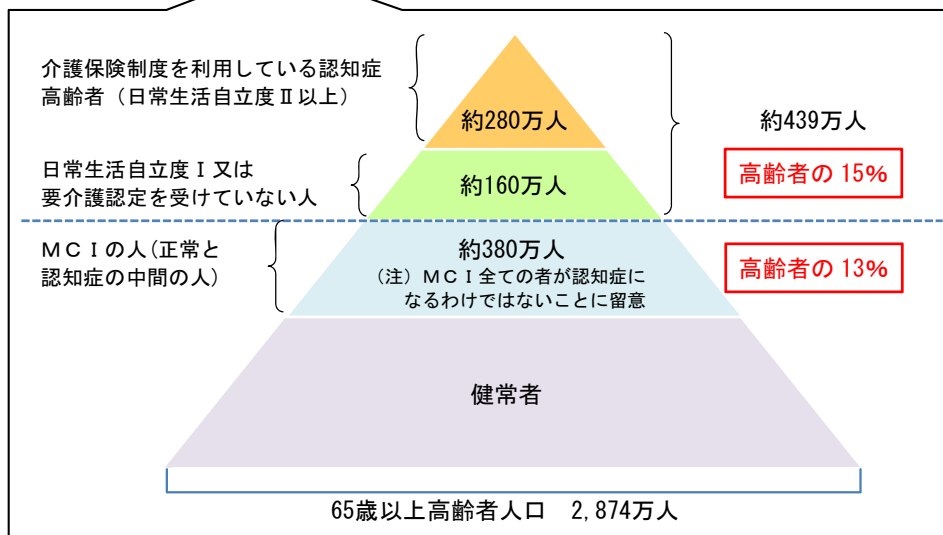 介護保険制度を利用している認知症
高齢者（日常生活自立度Ⅱ以上）
約280万人
約439万人
高齢者の 15%
日常生活自立度Ⅰ又は
要介護認定を受けていない人
約160万人
ＭＣＩの人(正常と
認知症の中間の人)
約380万人
（注）ＭＣＩ全ての者が認知症に
なるわけではないことに留意
高齢者の 13%
健常者
65歳以上高齢者人口　2,874万人